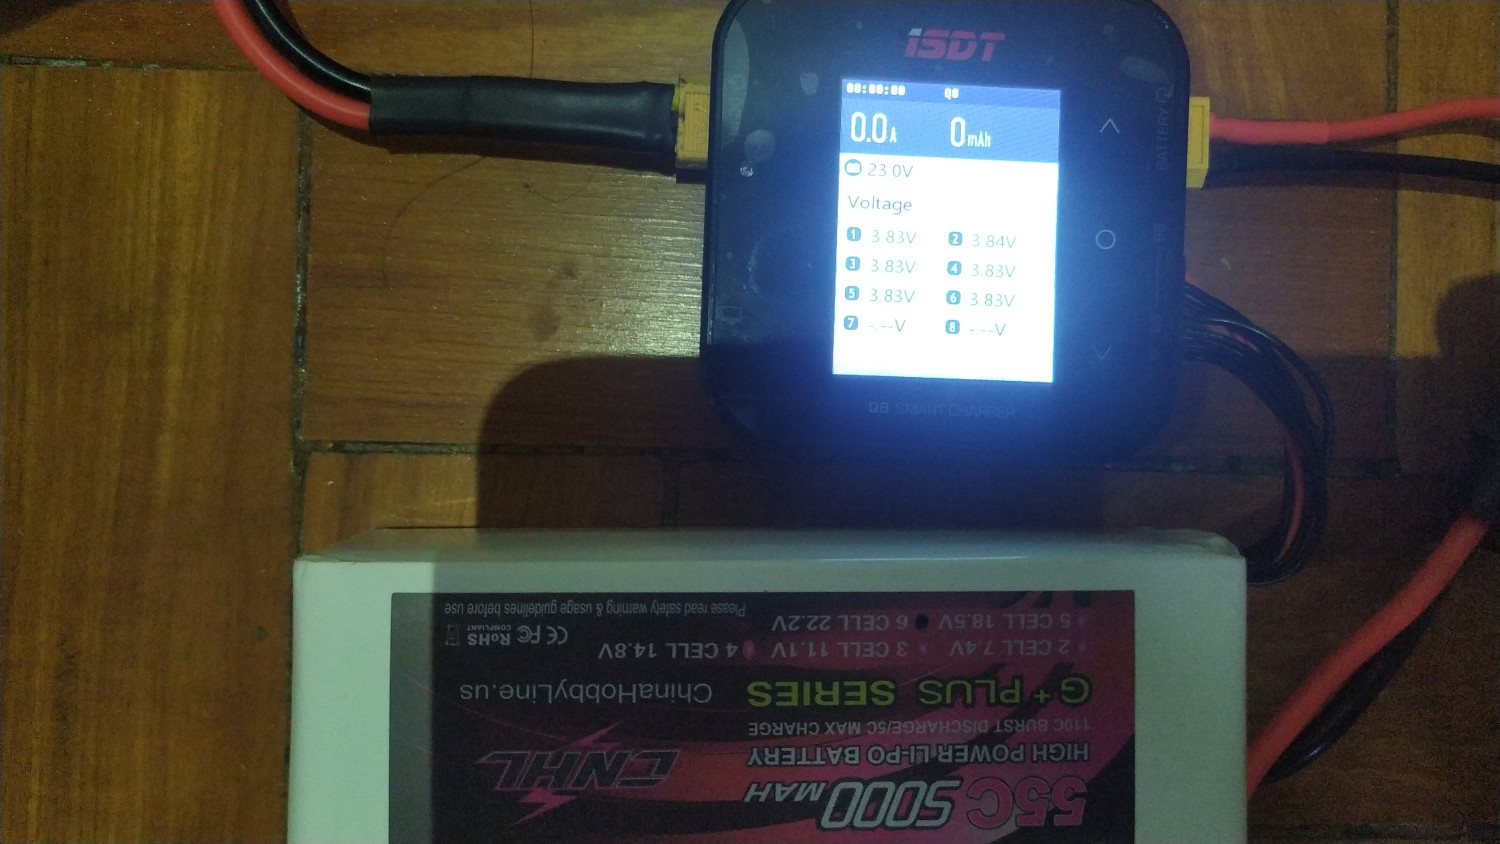 iSDT
00:00:00 Q8
0.0A 0mAh
23.0V
Voltage
1 3.83V 2 3.84V
3 3.83V 4 3.83V
5 3.83V 6 3.83V
7 -.--V 8 -.--V
BATTERY
Q8 SMART CHARGER
55C 5000MAH
HIGH POWER LI-PO BATTERY
110C BURST DISCHARGE/5C MAX CHARGE
CNHL
G+PLUS SERIES
ChinaHobbyLine.us
2 CELL 7.4V 3 CELL 11.1V 4 CELL 14.8V
5 CELL 18.5V 6 CELL 22.2V
CE FC RoHS
COMPLIANT
Please read safety warning & usage guidelines before use